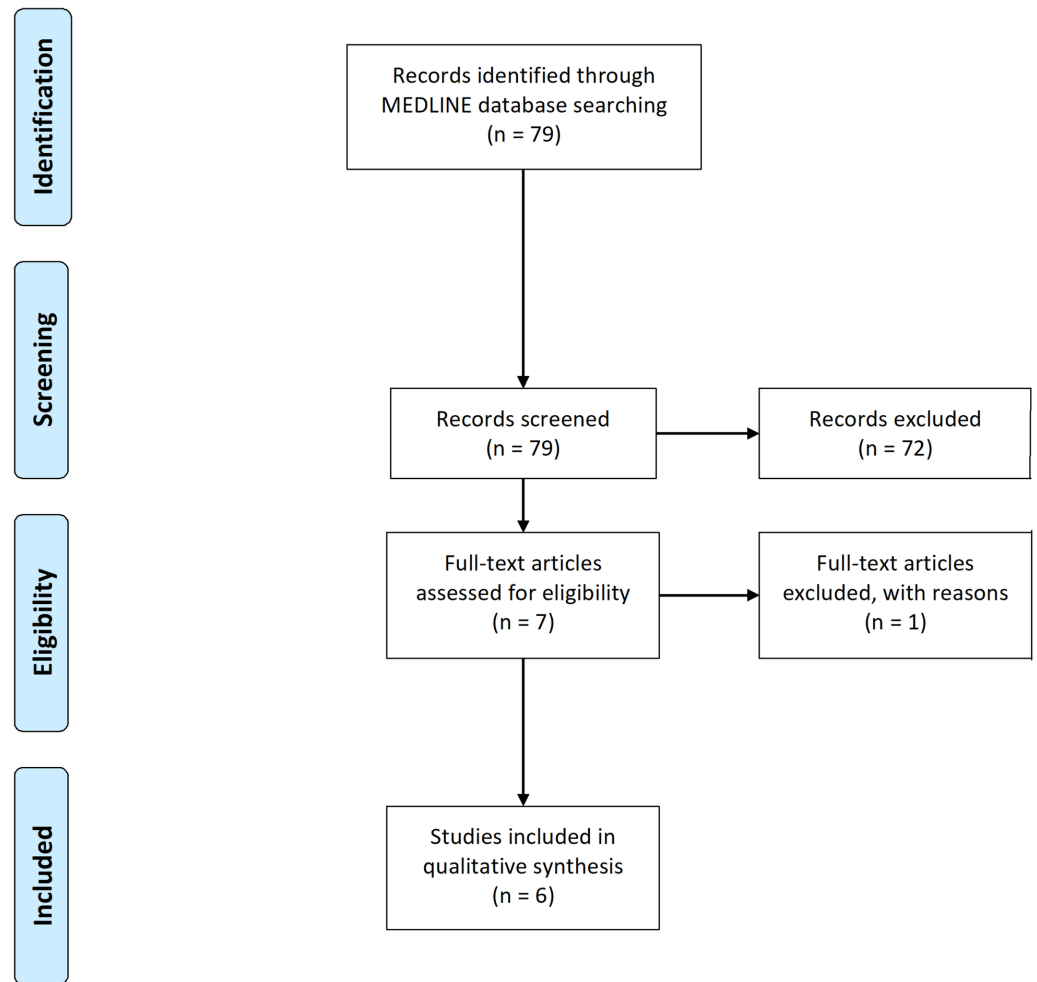 Identification
Records identified through
MEDLINE database searching
(n = 79)
Screening
Records screened
(n = 79)
Records excluded
(n = 72)
Eligibility
Full-text articles
assessed for eligibility
(n = 7)
Full-text articles
excluded, with reasons
(n = 1)
Included
Studies included in
qualitative synthesis
(n = 6)